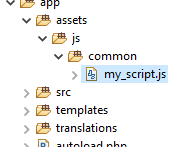 app
assets
js
common
my_script.js
src
templates
translations
autoload.php